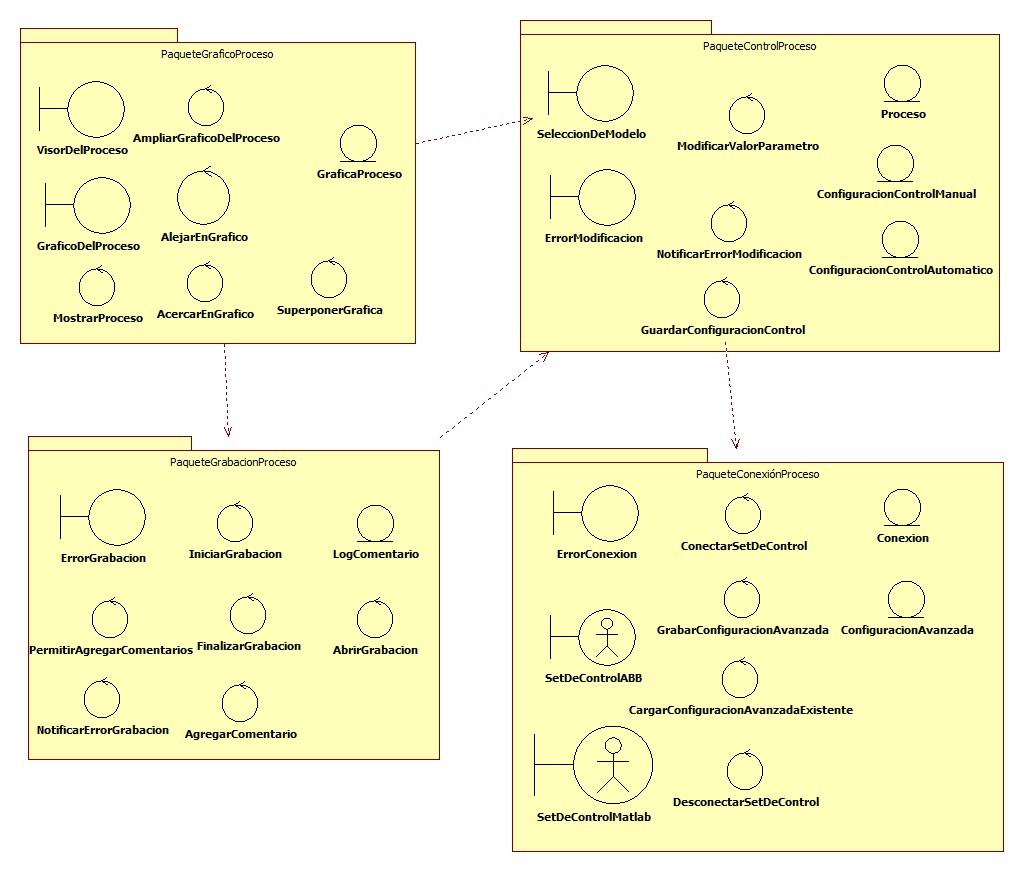 PaqueteGraficoProceso
VisorDelProceso
AmpliarGraficoDelProceso
GraficaProceso
GraficoDelProceso
AlejarEnGrafico
MostrarProceso
AcercarEnGrafico
SuperponerGrafica
PaqueteControlProceso
SeleccionDeModelo
ModificarValorParametro
Proceso
ConfiguracionControlManual
ErrorModificacion
NotificarErrorModificacion
ConfiguracionControlAutomatico
GuardarConfiguracionControl
PaqueteGrabacionProceso
ErrorGrabacion
IniciarGrabacion
LogComentario
PermitirAgregarComentarios
FinalizarGrabacion
AbrirGrabacion
NotificarErrorGrabacion
AgregarComentario
PaqueteConexiónProceso
ErrorConexion
ConectarSetDeControl
Conexion
GrabarConfiguracionAvanzada
ConfiguracionAvanzada
SetDeControlABB
CargarConfiguracionAvanzadaExistente
SetDeControlMatlab
DesconectarSetDeControl